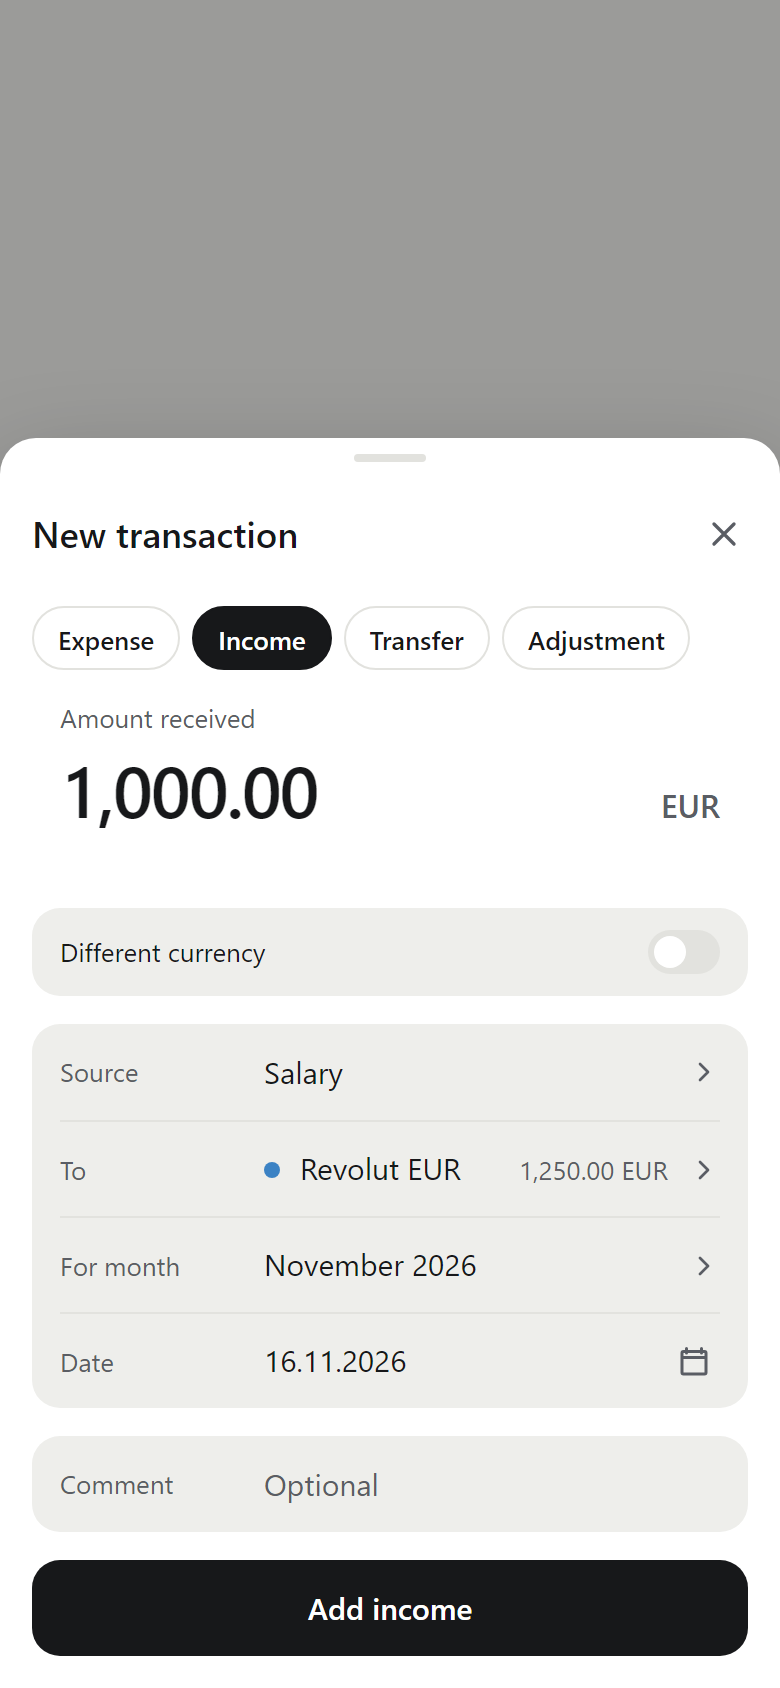 New transaction
Expense Income Transfer Adjustment
Amount received
1,000.00 EUR
Different currency
Source Salary
To Revolut EUR 1,250.00 EUR
For month November 2026
Date 16.11.2026
Comment Optional
Add income